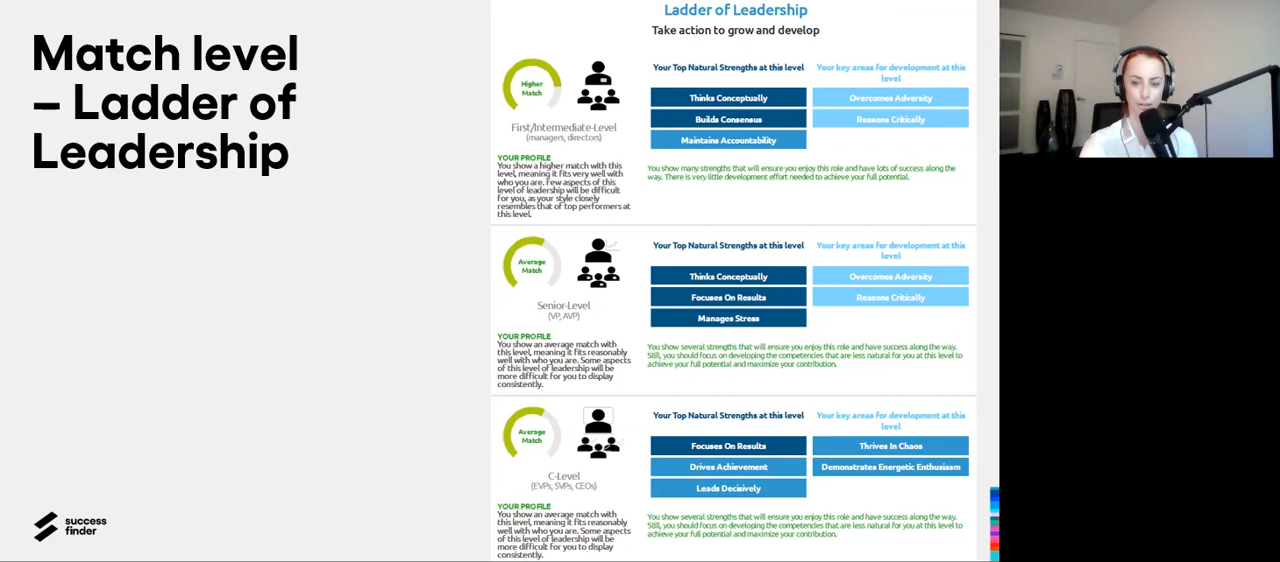 Match level
– Ladder of
Leadership
Ladder of Leadership
Take action to grow and develop
Higher
Match
First/Intermediate-Level
(managers, directors)
YOUR PROFILE
You show a higher match with this
level, meaning it fits very well with
who you are. Few aspects of this
level of leadership will be difficult
for you, as your style closely
resembles that of top performers at
this level.
Your Top Natural Strengths at this level
Thinks Conceptually
Builds Consensus
Maintains Accountability
Your key areas for development at this
level
Overcomes Adversity
Reasons Critically
You show many strengths that will ensure you enjoy this role and have lots of success along the
way. There is very little development effort needed to achieve your full potential.
Average
Match
Senior-Level
(VP, AVP)
YOUR PROFILE
You show an average match with
this level, meaning it fits reasonably
well with who you are. Some aspects
of this level of leadership will be
more difficult for you to display
consistently.
Your Top Natural Strengths at this level
Thinks Conceptually
Focuses On Results
Manages Stress
Your key areas for development at this
level
Overcomes Adversity
Reasons Critically
You show several strengths that will ensure you enjoy this role and have success along the way.
Still, you should focus on developing the competencies that are less natural for you at this level to
achieve your full potential and maximize your contribution.
Average
Match
C-Level
(EVPs, SVPs, CEOs)
YOUR PROFILE
You show an average match with
this level, meaning it fits reasonably
well with who you are. Some aspects
of this level of leadership will be
more difficult for you to display
consistently.
Your Top Natural Strengths at this level
Focuses On Results
Drives Achievement
Leads Decisively
Your key areas for development at this
level
Thrives In Chaos
Demonstrates Energetic Enthusiasm
You show several strengths that will ensure you enjoy this role and have success along the way.
Still, you should focus on developing the competencies that are less natural for you at this level to
achieve your full potential and maximize your contribution.
success
finder